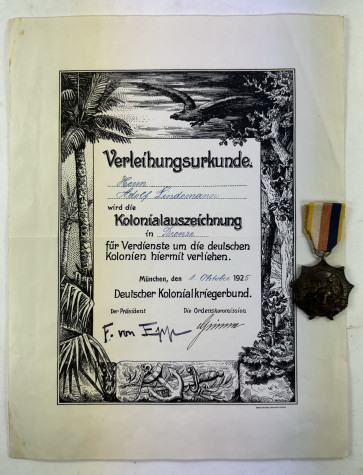 Verleihungsurkunde.
Herrn
Adolf Lindemann
wird die
Kolonialauszeichnung
in Bronze
für Verdienste um die deutschen
Kolonien hiermit verliehen.
München, den 1. Oktober 1925
Deutscher Kolonialkriegerbund.
Der Präsident Die Ordenskommission
F. von Epp